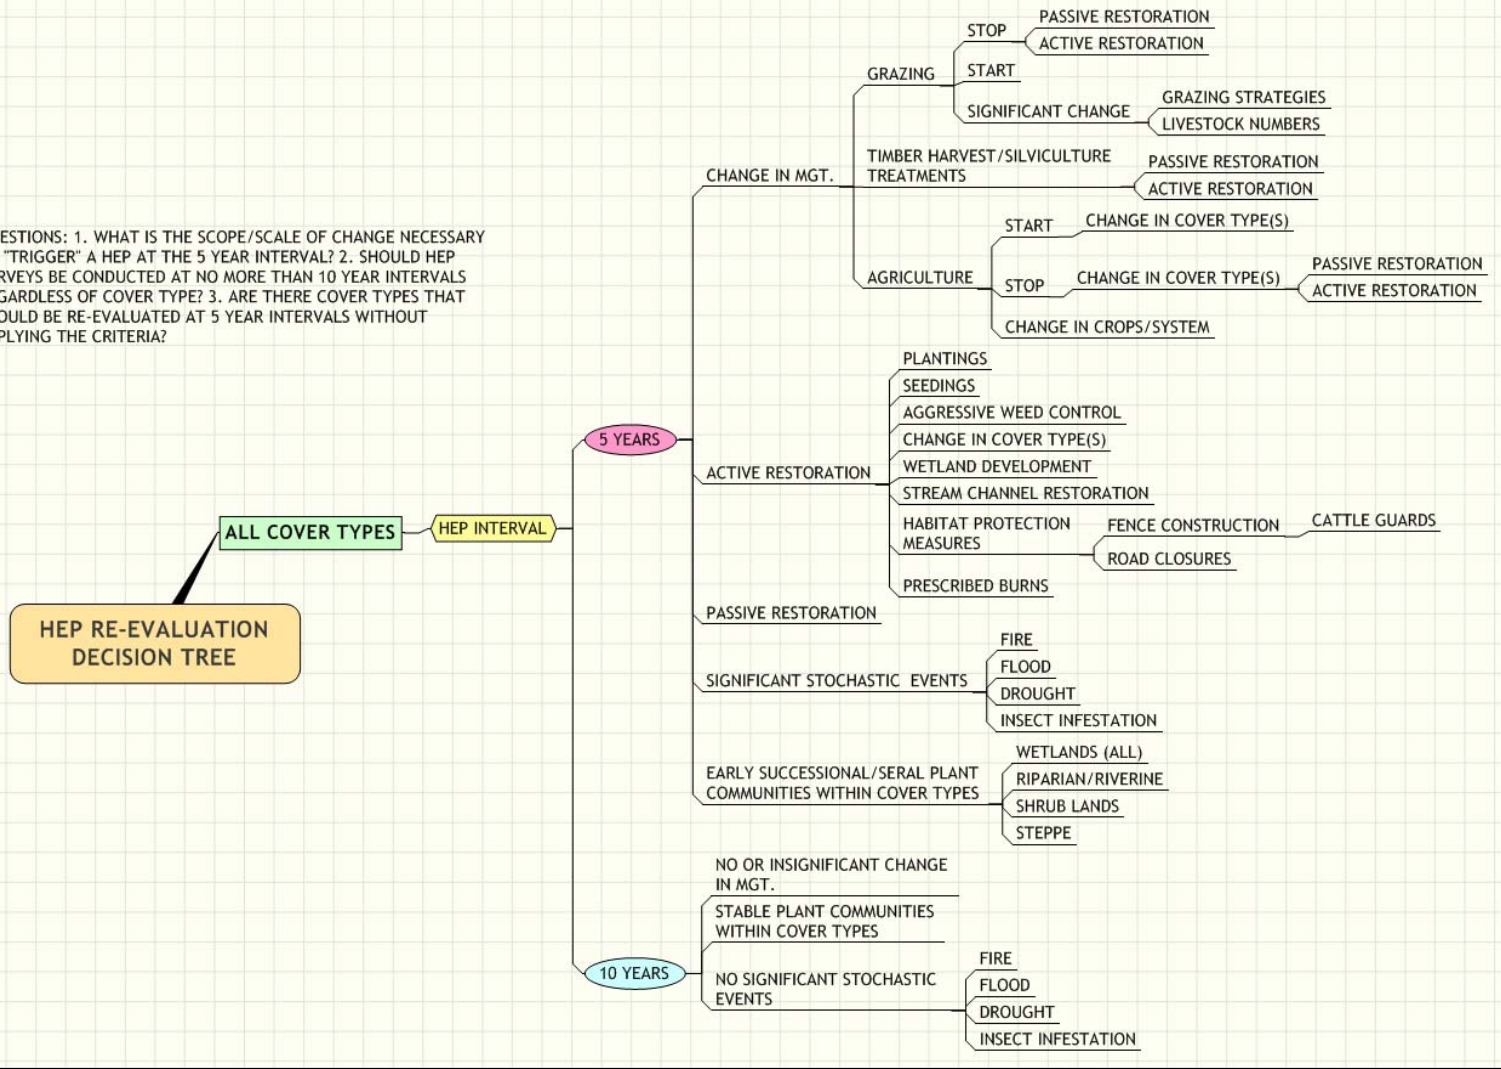 PASSIVE RESTORATION
STOP
ACTIVE RESTORATION
GRAZING
START
SIGNIFICANT CHANGE
GRAZING STRATEGIES
LIVESTOCK NUMBERS
CHANGE IN MGT.
TIMBER HARVEST/SILVICULTURE
TREATMENTS
PASSIVE RESTORATION
ACTIVE RESTORATION
START
CHANGE IN COVER TYPE(S)
AGRICULTURE
STOP
CHANGE IN COVER TYPE(S)
PASSIVE RESTORATION
ACTIVE RESTORATION
CHANGE IN CROPS/SYSTEM
ESTIONS: 1. WHAT IS THE SCOPE/SCALE OF CHANGE NECESSARY
"TRIGGER" A HEP AT THE 5 YEAR INTERVAL? 2. SHOULD HEP
RVEYS BE CONDUCTED AT NO MORE THAN 10 YEAR INTERVALS
GARDLESS OF COVER TYPE? 3. ARE THERE COVER TYPES THAT
OULD BE RE-EVALUATED AT 5 YEAR INTERVALS WITHOUT
PLYING THE CRITERIA?
5 YEARS
ACTIVE RESTORATION
PLANTINGS
SEEDINGS
AGGRESSIVE WEED CONTROL
CHANGE IN COVER TYPE(S)
WETLAND DEVELOPMENT
STREAM CHANNEL RESTORATION
HABITAT PROTECTION
MEASURES
FENCE CONSTRUCTION
CATTLE GUARDS
ROAD CLOSURES
PRESCRIBED BURNS
ALL COVER TYPES
HEP INTERVAL
HEP RE-EVALUATION
DECISION TREE
PASSIVE RESTORATION
SIGNIFICANT STOCHASTIC EVENTS
FIRE
FLOOD
DROUGHT
INSECT INFESTATION
EARLY SUCCESSIONAL/SERAL PLANT
COMMUNITIES WITHIN COVER TYPES
WETLANDS (ALL)
RIPARIAN/RIVERINE
SHRUB LANDS
STEPPE
10 YEARS
NO OR INSIGNIFICANT CHANGE
IN MGT.
STABLE PLANT COMMUNITIES
WITHIN COVER TYPES
NO SIGNIFICANT STOCHASTIC
EVENTS
FIRE
FLOOD
DROUGHT
INSECT INFESTATION